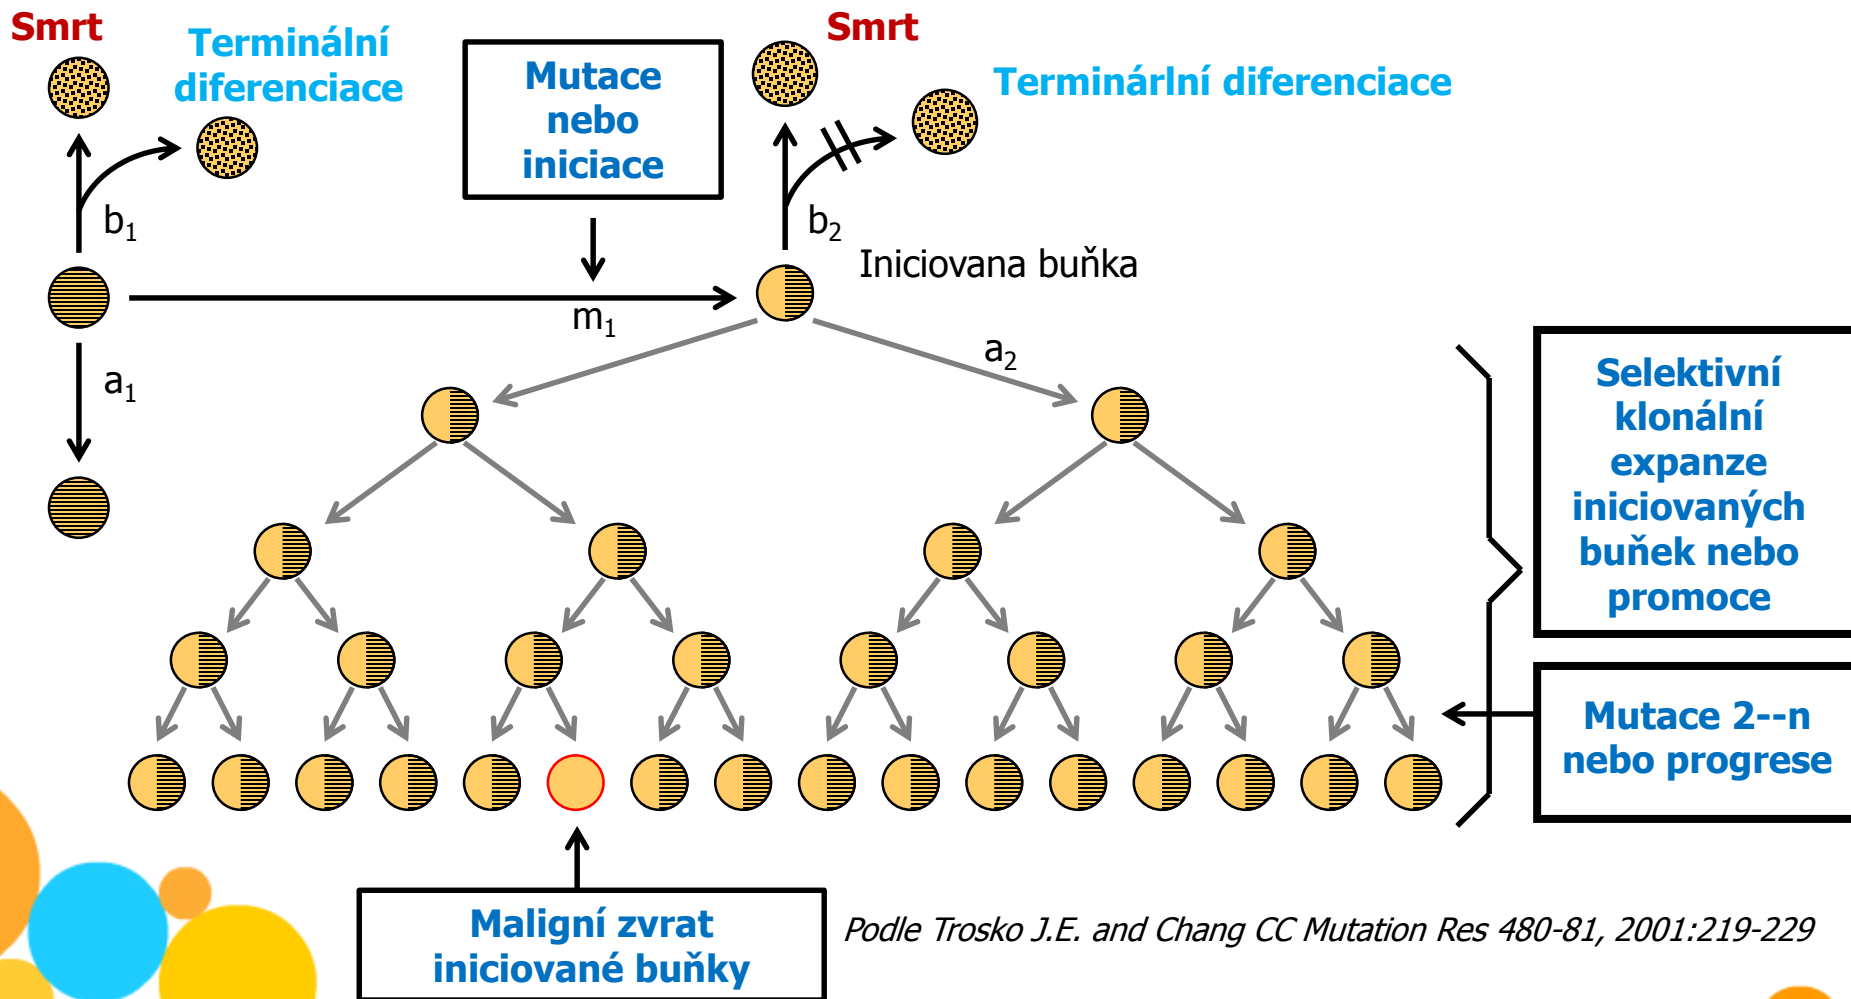 Smrt
Terminální
diferenciace
Mutace
nebo
iniciace
Smrt
Terminárlní diferenciace
b₁
b₂
Iniciovana buňka
m₁
a₂
a₁
Selektivní
klonální
expanze
iniciovaných
buňek nebo
promoce
Mutace 2--n
nebo progrese
Maligní zvrat
iniciované buňky
Podle Trosko J.E. and Chang CC Mutation Res 480-81, 2001:219-229